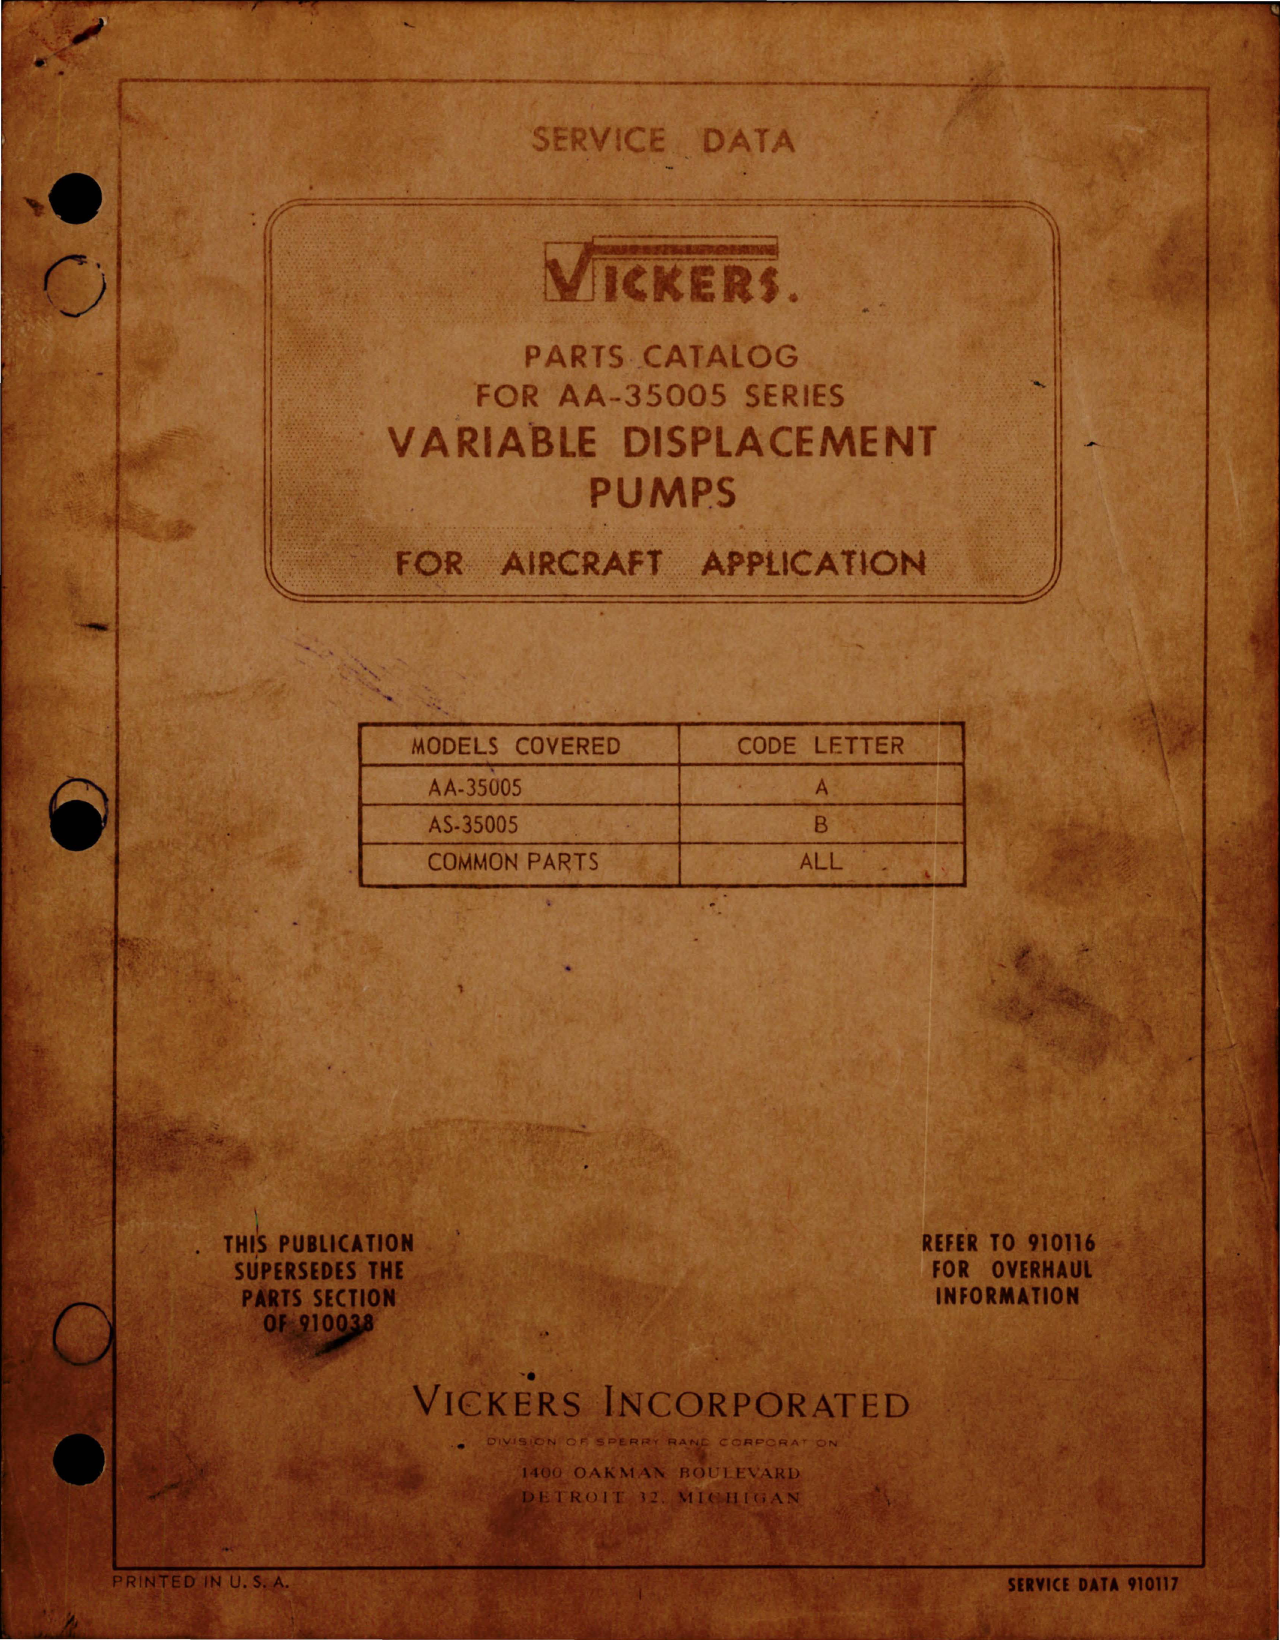 SERVICE DATA
VICKERS.
PARTS CATALOG
FOR AA-35005 SERIES
VARIABLE DISPLACEMENT
PUMPS
FOR AIRCRAFT APPLICATION
MODELS COVERED CODE LETTER
AA-35005 A
AS-35005 B
COMMON PARTS ALL
THIS PUBLICATION
SUPERSEDES THE
PARTS SECTION
OF 910038
REFER TO 910116
FOR OVERHAUL
INFORMATION
VICKERS INCORPORATED
DIVISION OF SPERRY RAND CORPORATION
1400 OAKMAN BOULEVARD
DETROIT 32, MICHIGAN
PRINTED IN U. S. A.
SERVICE DATA 910117